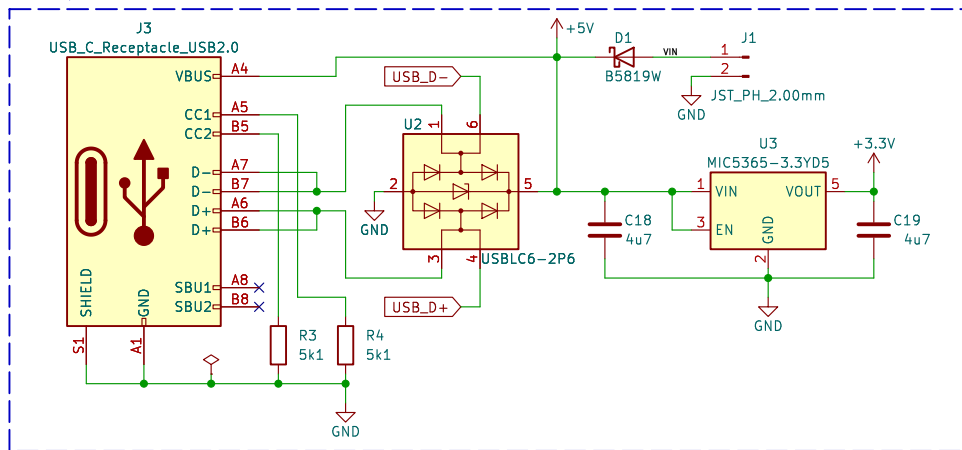 J3
USB_C_Receptacle_USB2.0
VBUS
A4
CC1
A5
CC2
B5
D-
A7
D-
B7
D+
A6
D+
B6
SBU1
A8
SBU2
B8
SHIELD
GND
S1
A1
R3
5k1
R4
5k1
GND
USB_D-
U2
1
6
2
5
3
4
USBLC6-2P6
GND
USB_D+
+5V
D1
B5819W
VIN
J1
1
2
JST_PH_2.00mm
GND
U3
MIC5365-3.3YD5
1
VIN
VOUT
5
3
EN
GND
2
+3.3V
C18
4u7
C19
4u7
GND